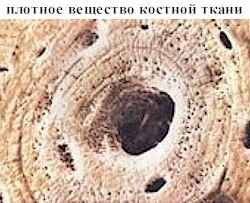 плотное вещество костной ткани